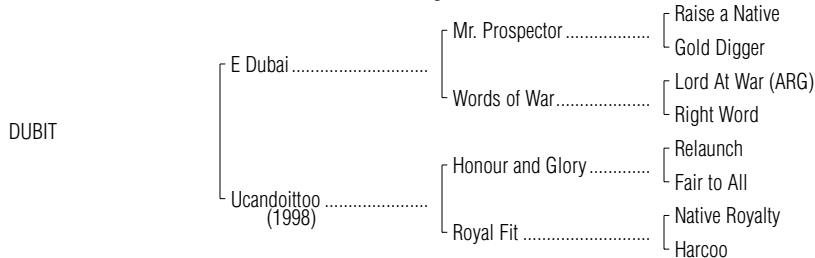 Raise a Native
Mr. Prospector ..................
Gold Digger
E Dubai.............................
Lord At War (ARG)
Words of War....................
Right Word
DUBIT
Relaunch
Honour and Glory.............
Fair to All
Ucandoittoo ......................
(1998)
Native Royalty
Royal Fit ...........................
Harcoo